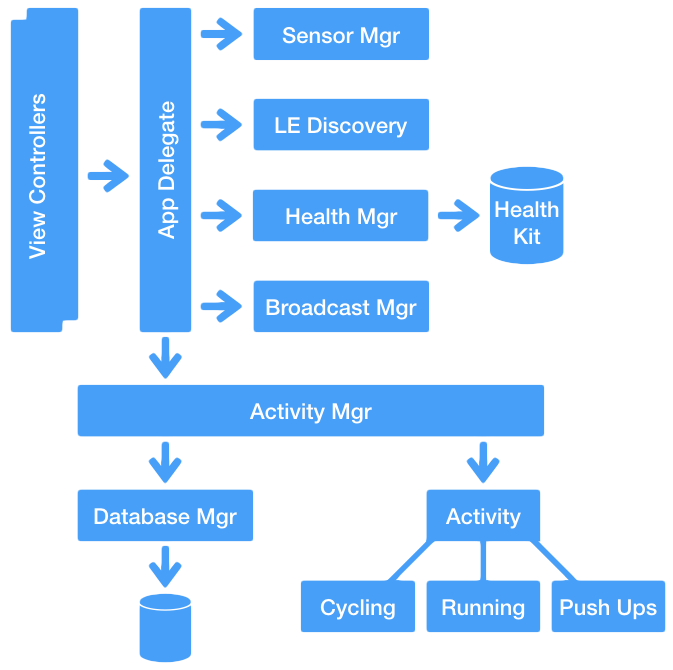 View Controllers
App Delegate
Sensor Mgr
LE Discovery
Health Mgr
Health
Kit
Broadcast Mgr
Activity Mgr
Database Mgr
Activity
Cycling
Running
Push Ups